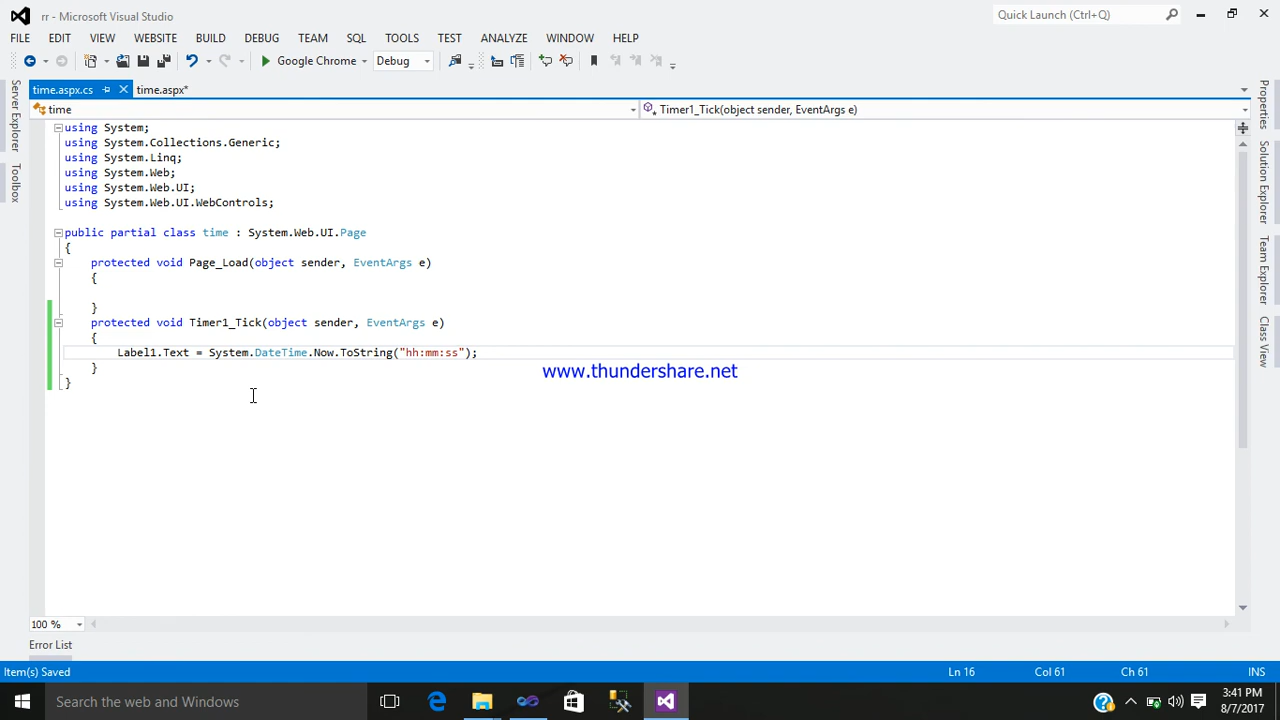 rr - Microsoft Visual Studio
Quick Launch (Ctrl+Q)
FILE EDIT VIEW WEBSITE BUILD DEBUG TEAM SQL TOOLS TEST ANALYZE WINDOW HELP
Google Chrome Debug
time.aspx.cs time.aspx*
time Timer1_Tick(object sender, EventArgs e)
Server Explorer
Toolbox
using System;
using System.Collections.Generic;
using System.Linq;
using System.Web;
using System.Web.UI;
using System.Web.UI.WebControls;
public partial class time : System.Web.UI.Page
{
protected void Page_Load(object sender, EventArgs e)
{
}
protected void Timer1_Tick(object sender, EventArgs e)
{
Label1.Text = System.DateTime.Now.ToString("hh:mm:ss");
}
}
www.thundershare.net
Properties
Solution Explorer
Team Explorer
Class View
100 %
Error List
Item(s) Saved Ln 16 Col 61 Ch 61 INS
Search the web and Windows
3:41 PM
8/7/2017